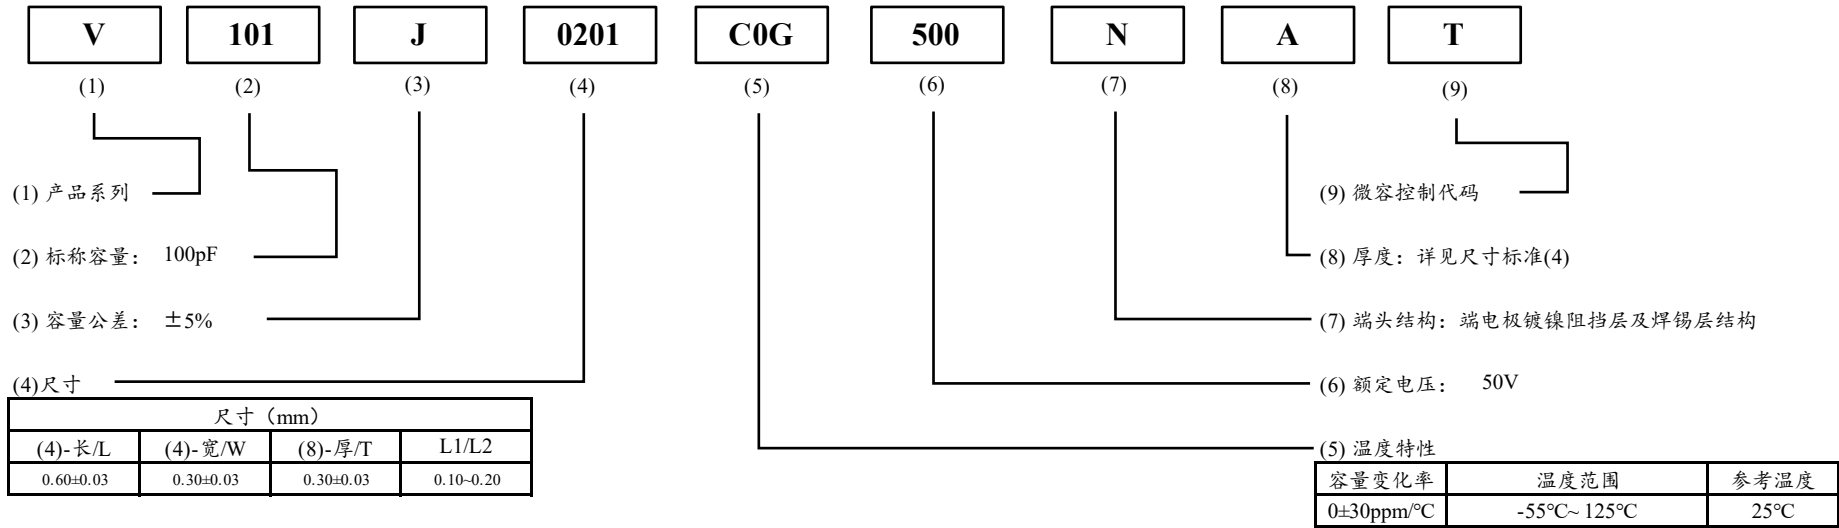 V 101 J 0201 C0G 500 N A T
(1) (2) (3) (4) (5) (6) (7) (8) (9)
(1) 产品系列
(9) 微容控制代码
(2) 标称容量： 100pF
(8) 厚度：详见尺寸标准(4)
(3) 容量公差： ±5%
(7) 端头结构：端电极镀镍阻挡层及焊锡层结构
(4)尺寸
(6) 额定电压： 50V
尺寸（mm）
(4)-长/L (4)-宽/W (8)-厚/T L1/L2
0.60±0.03 0.30±0.03 0.30±0.03 0.10~0.20
(5) 温度特性
容量变化率 温度范围 参考温度
0±30ppm/℃ -55℃~ 125℃ 25℃